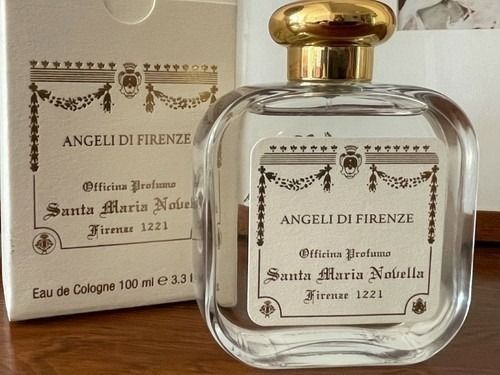 ANGELI DI FIRENZE
Officina Profumo
Santa Maria Novella
Firenze 1221
Eau de Cologne 100 ml e 3.3
ANGELI DI FIRENZE
Officina Profumo
Santa Maria Novella
Firenze 1221